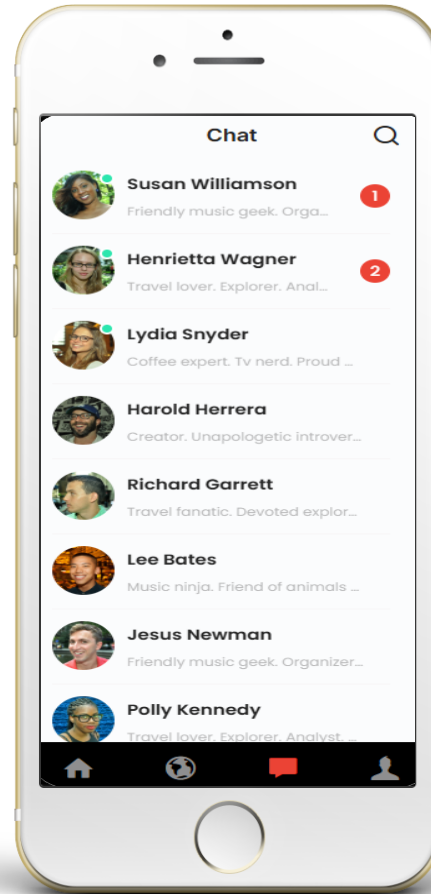 Chat
Susan Williamson
Friendly music geek. Orga...
1
Henrietta Wagner
Travel lover. Explorer. Anal...
2
Lydia Snyder
Coffee expert. Tv nerd. Proud ...
Harold Herrera
Creator. Unapologetic introver...
Richard Garrett
Travel fanatic. Devoted explor...
Lee Bates
Music ninja. Friend of animals ...
Jesus Newman
Friendly music geek. Organizer...
Polly Kennedy
Travel lover. Explorer. Analyst. ...